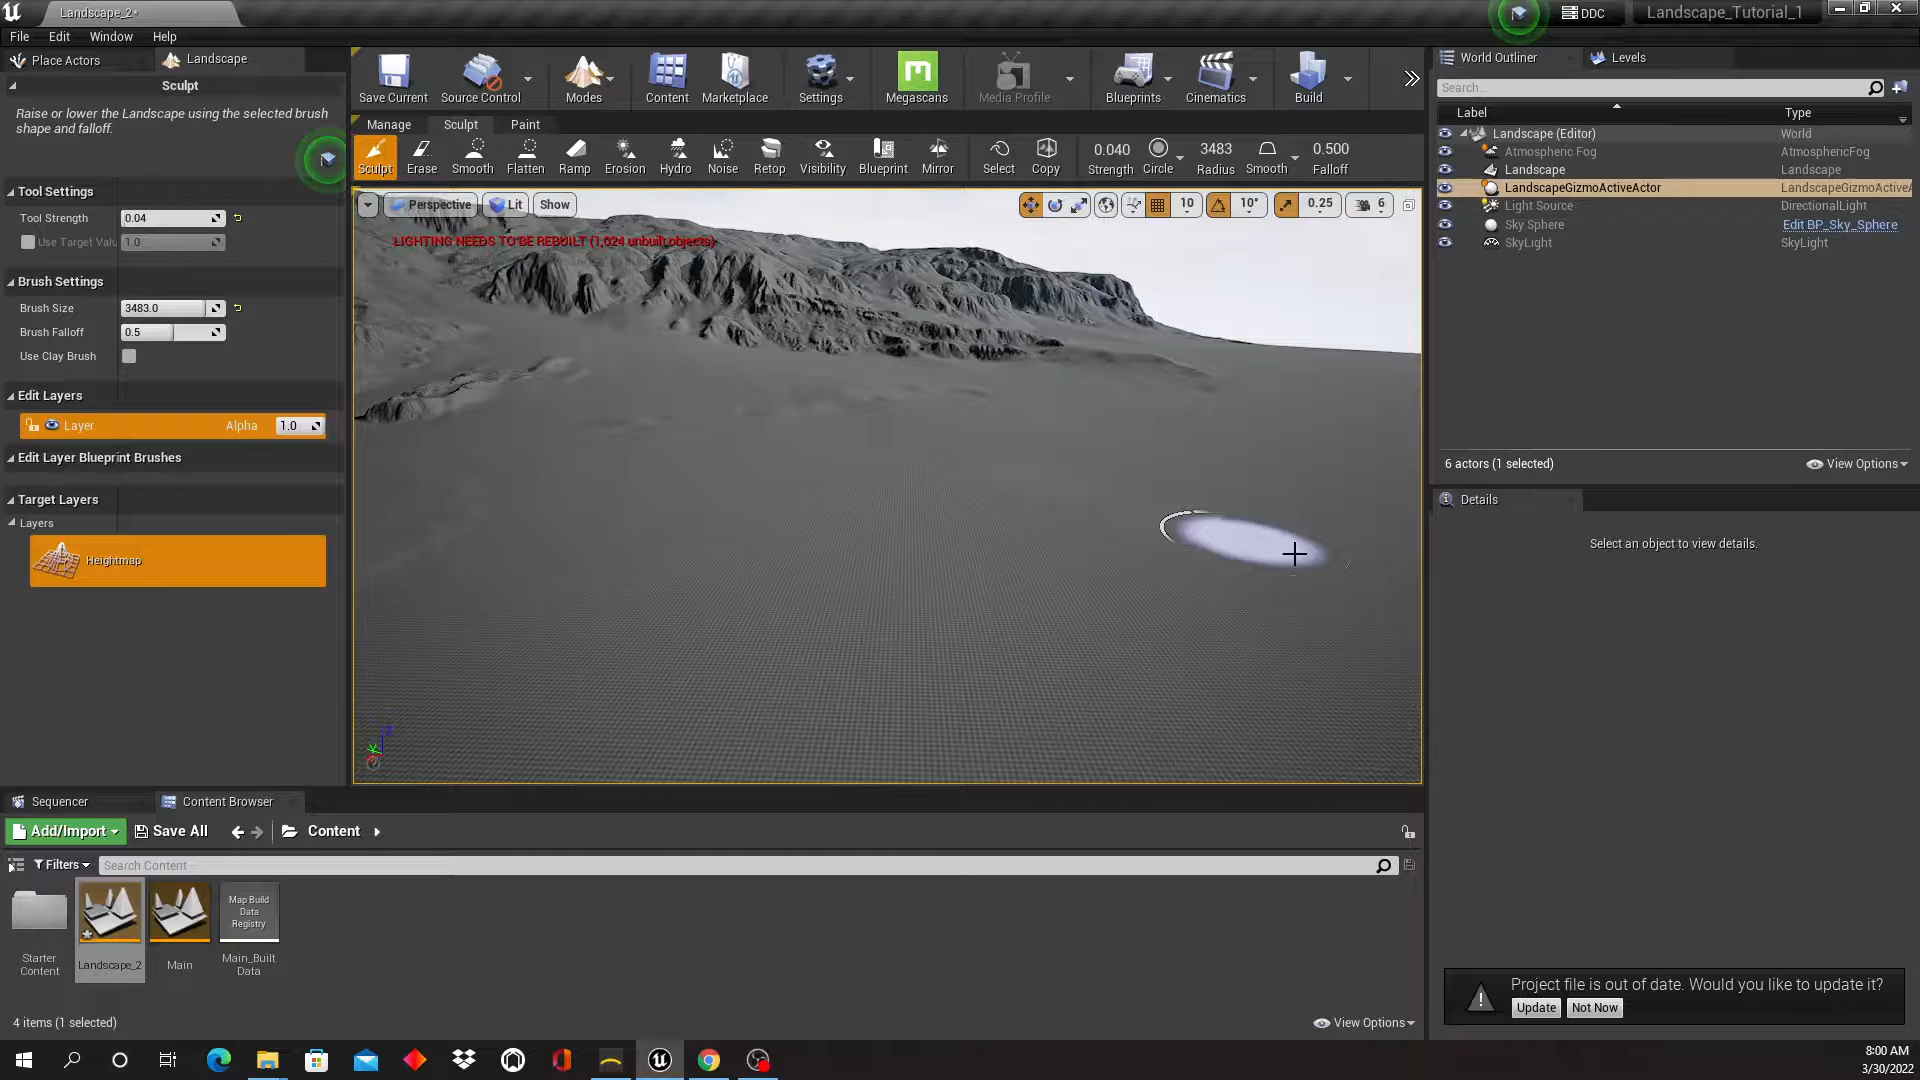 Landscape_2*
DDC
Landscape_Tutorial_1
File
Edit
Window
Help
Place Actors
Landscape
Sculpt
Raise or lower the Landscape using the selected brush
shape and falloff.
Tool Settings
Tool Strength
0.04
Use Target Valu
1.0
Brush Settings
Brush Size
3483.0
Brush Falloff
0.5
Use Clay Brush
Edit Layers
Layer
Alpha
1.0
Edit Layer Blueprint Brushes
Target Layers
Layers
Heightmap
Save Current
Source Control
Modes
Content
Marketplace
Settings
Megascans
Media Profile
Blueprints
Cinematics
Build
Manage
Sculpt
Paint
Sculpt
Erase
Smooth
Flatten
Ramp
Erosion
Hydro
Noise
Retop
Visibility
Blueprint
Mirror
Select
Copy
0.040
Strength
Circle
3483
Radius
Smooth
0.500
Falloff
Perspective
Lit
Show
10
10°
0.25
6
LIGHTING NEEDS TO BE REBUILT (1,024 unbuilt objects)
World Outliner
Levels
Search...
Label
Type
Landscape (Editor)
World
Atmospheric Fog
AtmosphericFog
Landscape
Landscape
LandscapeGizmoActiveActor
LandscapeGizmoActiveA
Light Source
DirectionalLight
Sky Sphere
Edit BP_Sky_Sphere
SkyLight
SkyLight
6 actors (1 selected)
View Options
Details
Select an object to view details.
Sequencer
Content Browser
Add/Import
Save All
Content
Filters
Search Content
Starter
Content
Landscape_2
Main
Map Build
Data
Registry
Main_Built
Data
4 items (1 selected)
View Options
Project file is out of date. Would you like to update it?
Update
Not Now
8:00 AM
3/30/2022